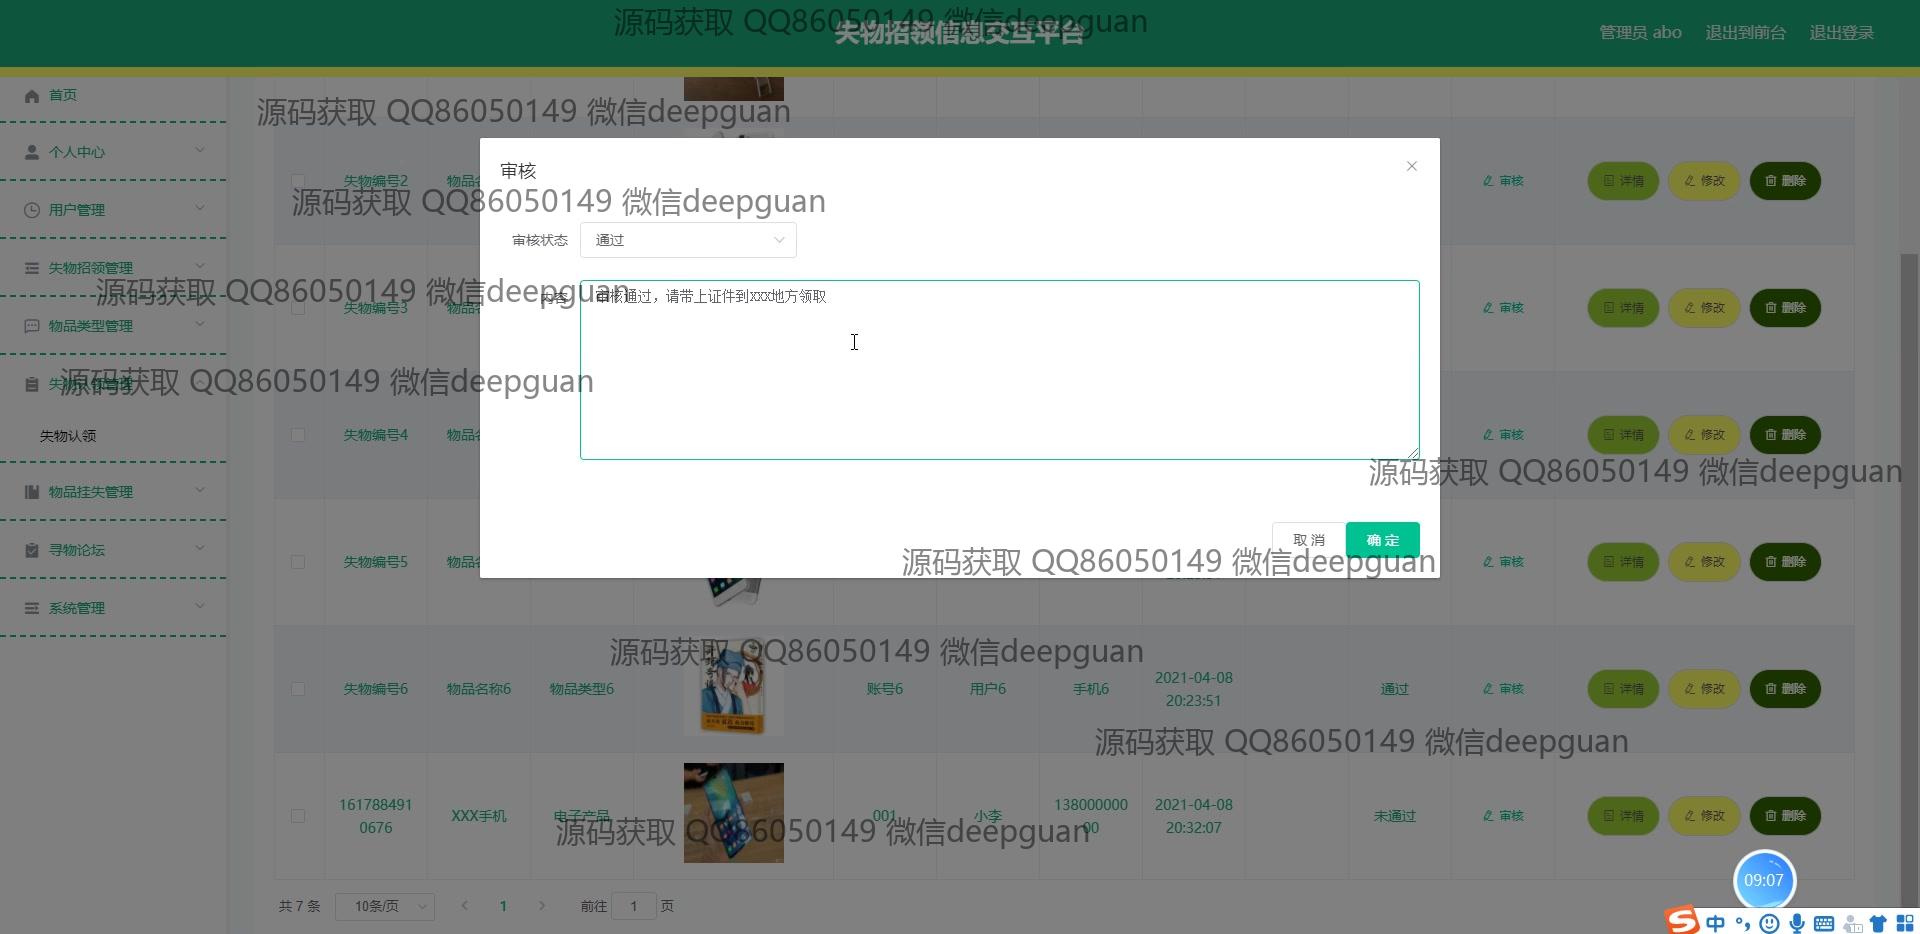 源码获取 QQ86050149 微信deepguan
失物招领信息交互平台
管理员 abo 退出到前台 退出登录
首页
源码获取 QQ86050149 微信deepguan
个人中心
审核
失物编号2 物品名 审核 详情 修改 删除
源码获取 QQ86050149 微信deepguan
用户管理
审核状态 通过
失物招领管理
源码获取 QQ86050149 微信deepguan
内容 审核通过，请带上证件到xxx地方领取
失物编号3 物品名 审核 详情 修改 删除
物品类型管理
失物认领管理
源码获取 QQ86050149 微信deepguan
失物认领
失物编号4 物品名 审核 详情 修改 删除
源码获取 QQ86050149 微信deepguan
物品挂失管理
取消 确定
寻物论坛
失物编号5 物品名 审核 详情 修改 删除
源码获取 QQ86050149 微信deepguan
系统管理
源码获取 QQ86050149 微信deepguan
失物编号6 物品名称6 物品类型6 账号6 用户6 手机6 2021-04-08 通过 审核 详情 修改 删除
20:23:51
源码获取 QQ86050149 微信deepguan
161788491 XXX手机 电子产品 001 小李 138000000 2021-04-08 未通过 审核 详情 修改 删除
0676 00 20:32:07
源码获取 QQ86050149 微信deepguan
09:07
共 7 条 10条/页 1 前往 1 页
中